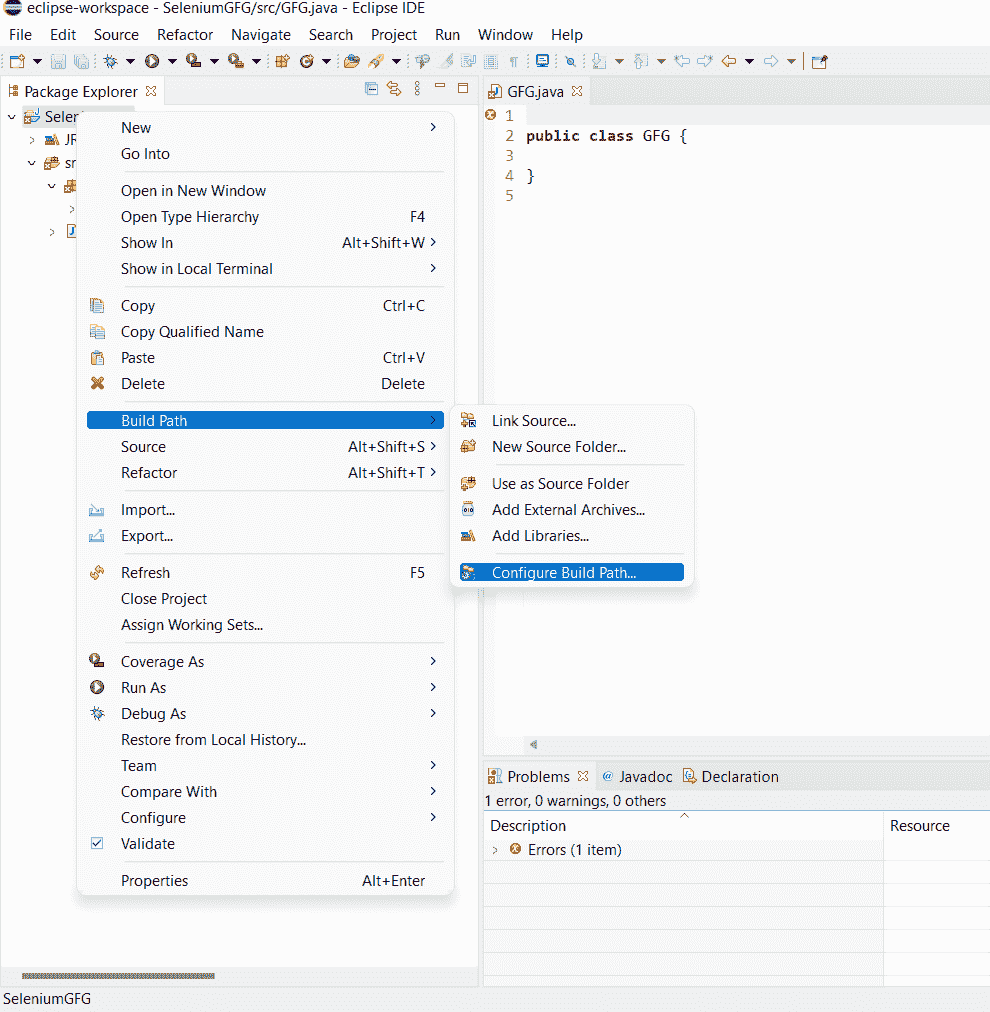 eclipse-workspace - SeleniumGFG/src/GFG.java - Eclipse IDE
File Edit Source Refactor Navigate Search Project Run Window Help
Package Explorer
Selen
JR
sr
New
Go Into
Open in New Window
Open Type Hierarchy F4
Show In Alt+Shift+W
Show in Local Terminal
Copy Ctrl+C
Copy Qualified Name
Paste Ctrl+V
Delete Delete
Build Path
Source Alt+Shift+S
Refactor Alt+Shift+T
Import...
Export...
Refresh F5
Close Project
Assign Working Sets...
Coverage As
Run As
Debug As
Restore from Local History...
Team
Compare With
Configure
Validate
Properties Alt+Enter
Link Source...
New Source Folder...
Use as Source Folder
Add External Archives...
Add Libraries...
Configure Build Path...
GFG.java
1
2 public class GFG {
3
4 }
5
Problems @ Javadoc Declaration
1 error, 0 warnings, 0 others
Description Resource
Errors (1 item)
SeleniumGFG